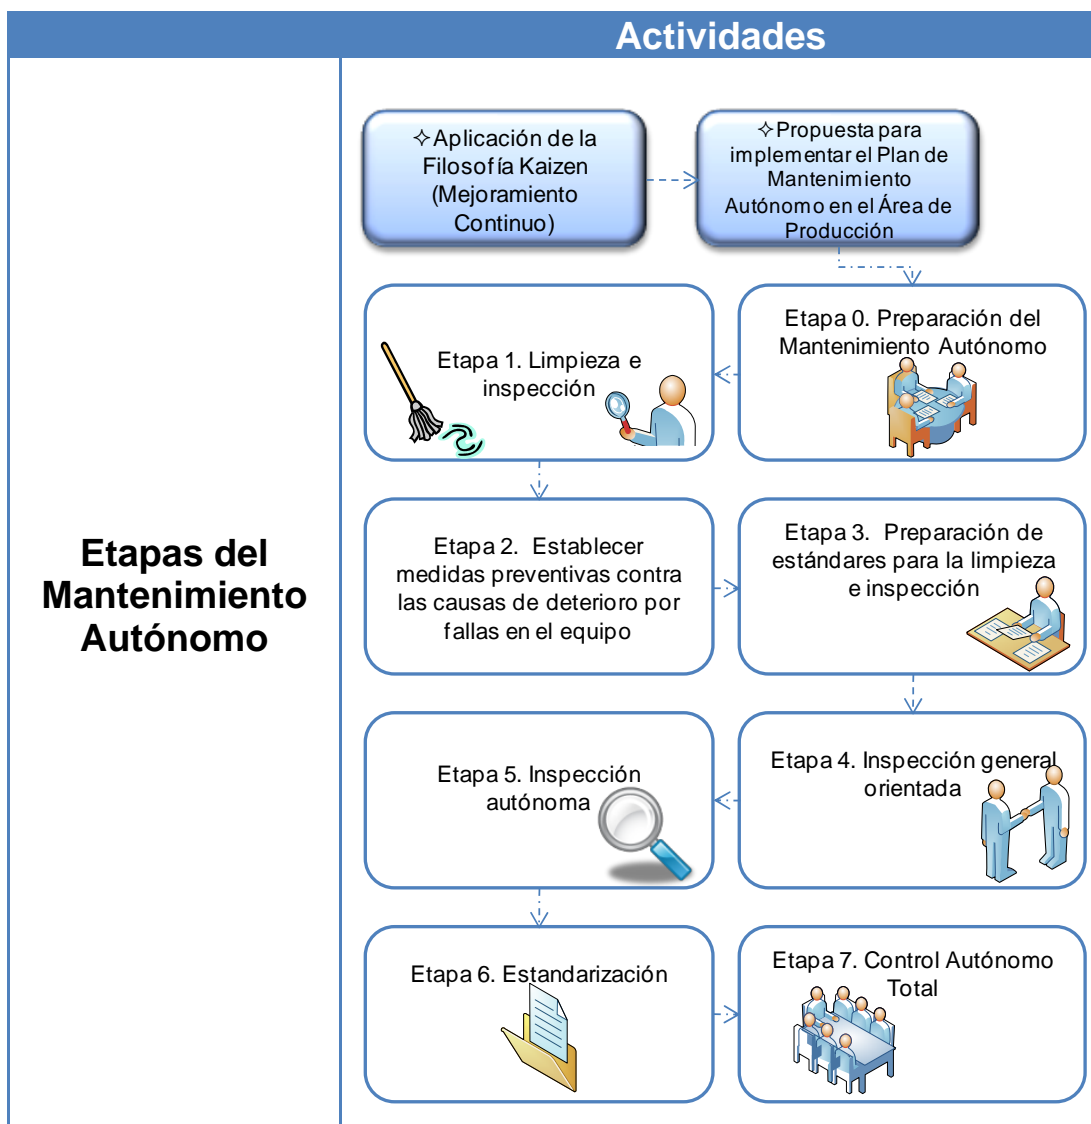 Actividades
Etapas del
Mantenimiento
Autónomo
✧Aplicación de la
Filosofía Kaizen
(Mejoramiento
Continuo)
✧Propuesta para
implementar el Plan de
Mantenimiento
Autónomo en el Área de
Producción
Etapa 0. Preparación del
Mantenimiento Autónomo
Etapa 1. Limpieza e
inspección
Etapa 2. Establecer
medidas preventivas contra
las causas de deterioro por
fallas en el equipo
Etapa 3. Preparación de
estándares para la limpieza
e inspección
Etapa 4. Inspección general
orientada
Etapa 5. Inspección
autónoma
Etapa 6. Estandarización
Etapa 7. Control Autónomo
Total